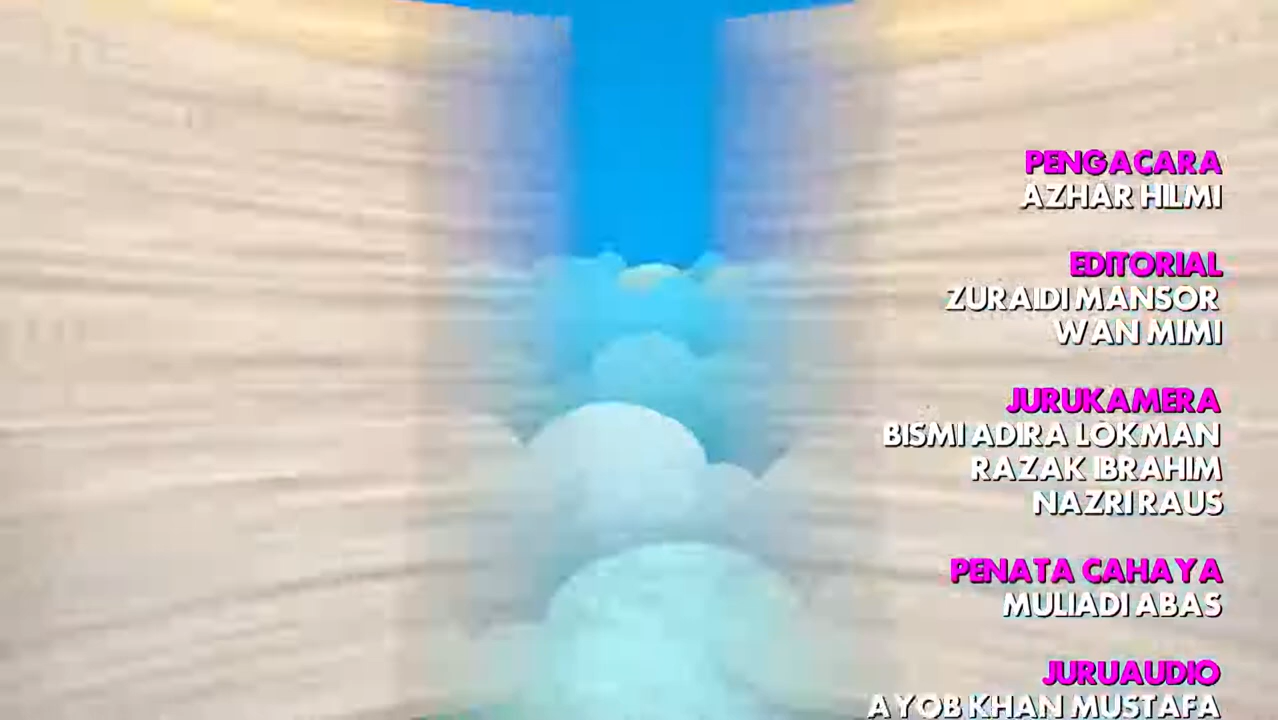 PENGACARA
AZHAR HILMI
EDITORIAL
ZURAIDI MANSOR
WAN MIMI
JURUKAMERA
BISMI ADIRA LOKMAN
RAZAK IBRAHIM
NAZRI RAUS
PENATA CAHAYA
MULIADI ABAS
JURUAUDIO
AYOB KHAN MUSTAFA